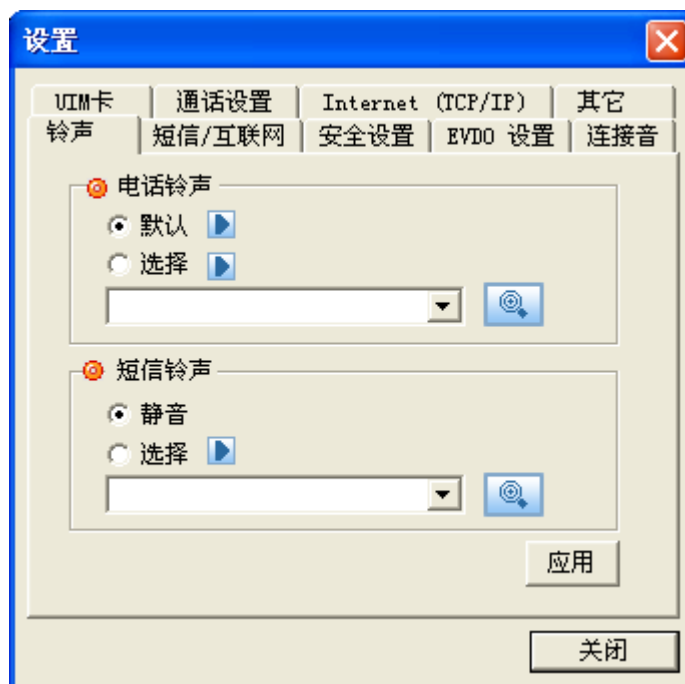 设置
UIM卡 通话设置 Internet (TCP/IP) 其它
铃声 短信/互联网 安全设置 EVDO 设置 连接音
电话铃声
默认
选择
短信铃声
静音
选择
应用
关闭